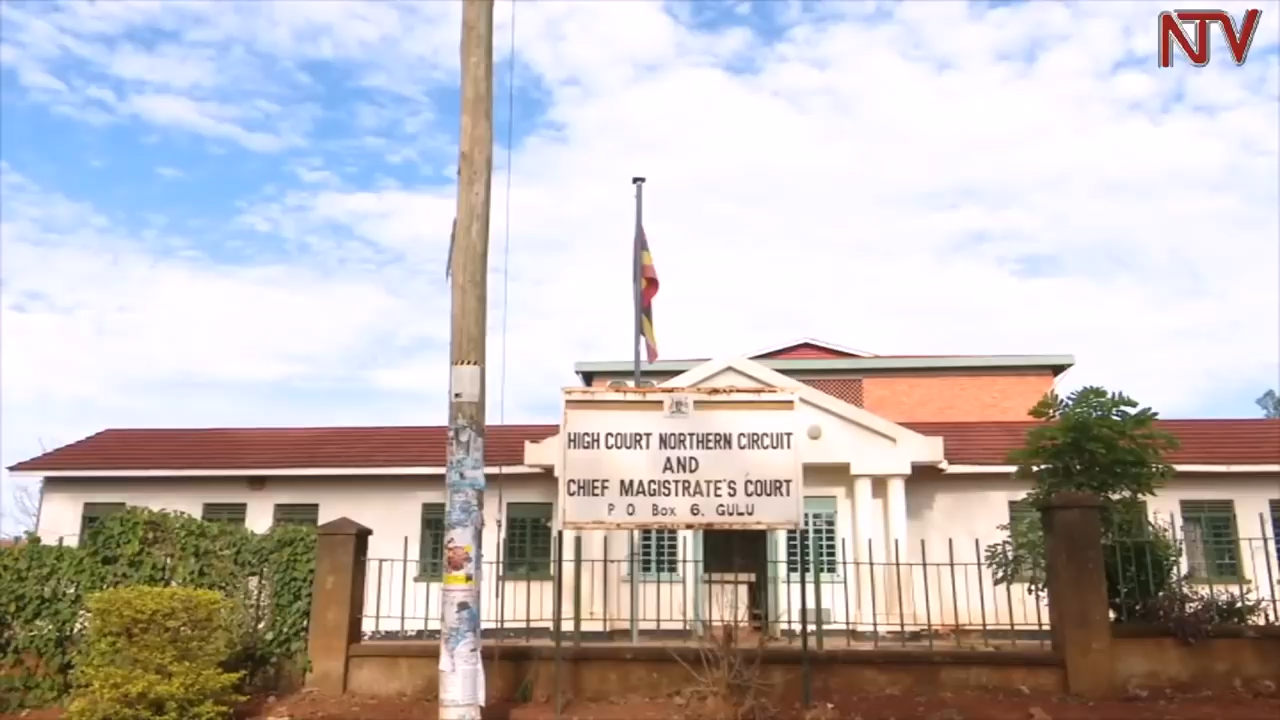 NTV
HIGH COURT NORTHERN CIRCUIT
AND
CHIEF MAGISTRATE'S COURT
P O Box 6, GULU